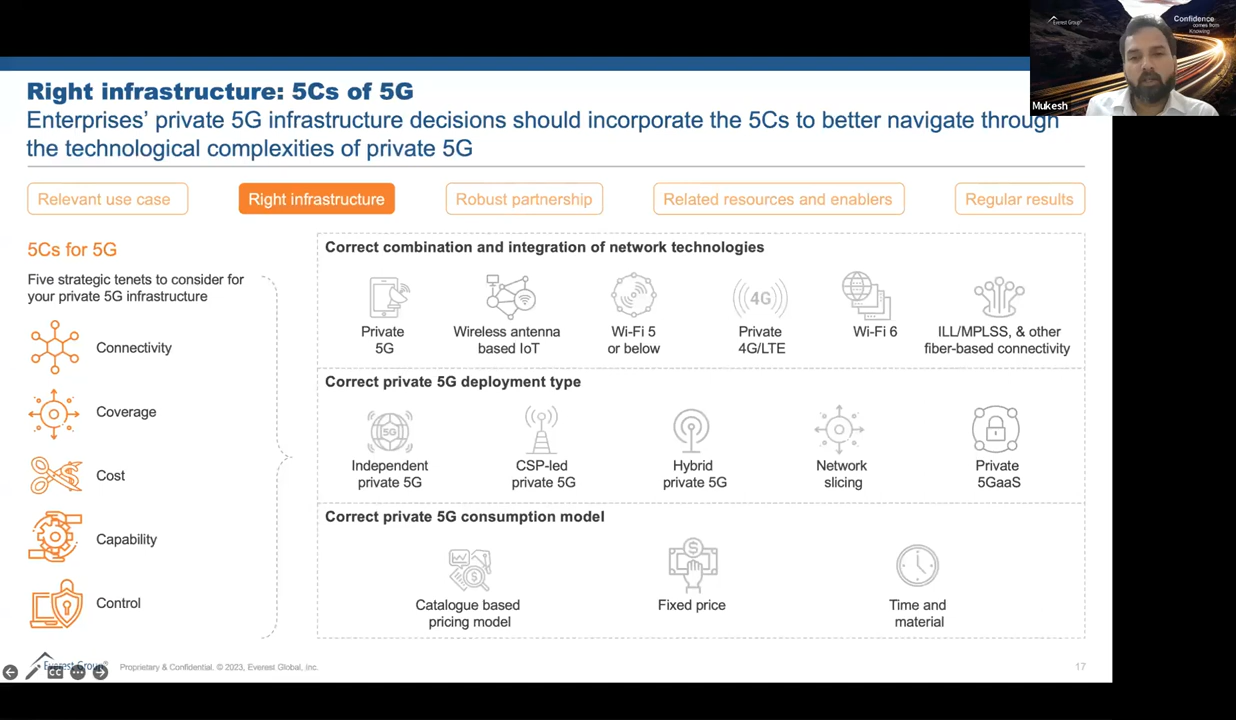 Everest Group®
Confidence
comes from
Knowing
Mukesh
Right infrastructure: 5Cs of 5G
Enterprises’ private 5G infrastructure decisions should incorporate the 5Cs to better navigate through
the technological complexities of private 5G
Relevant use case
Right infrastructure
Robust partnership
Related resources and enablers
Regular results
5Cs for 5G
Five strategic tenets to consider for
your private 5G infrastructure
Connectivity
Coverage
Cost
Capability
Control
Correct combination and integration of network technologies
Private
5G
Wireless antenna
based IoT
Wi-Fi 5
or below
4G
Private
4G/LTE
Wi-Fi 6
ILL/MPLSS, & other
fiber-based connectivity
Correct private 5G deployment type
5G
Independent
private 5G
CSP-led
private 5G
Hybrid
private 5G
Network
slicing
Private
5GaaS
Correct private 5G consumption model
Catalogue based
pricing model
Fixed price
Time and
material
Everest Group®
CC
Proprietary & Confidential. © 2023, Everest Global, Inc.
17